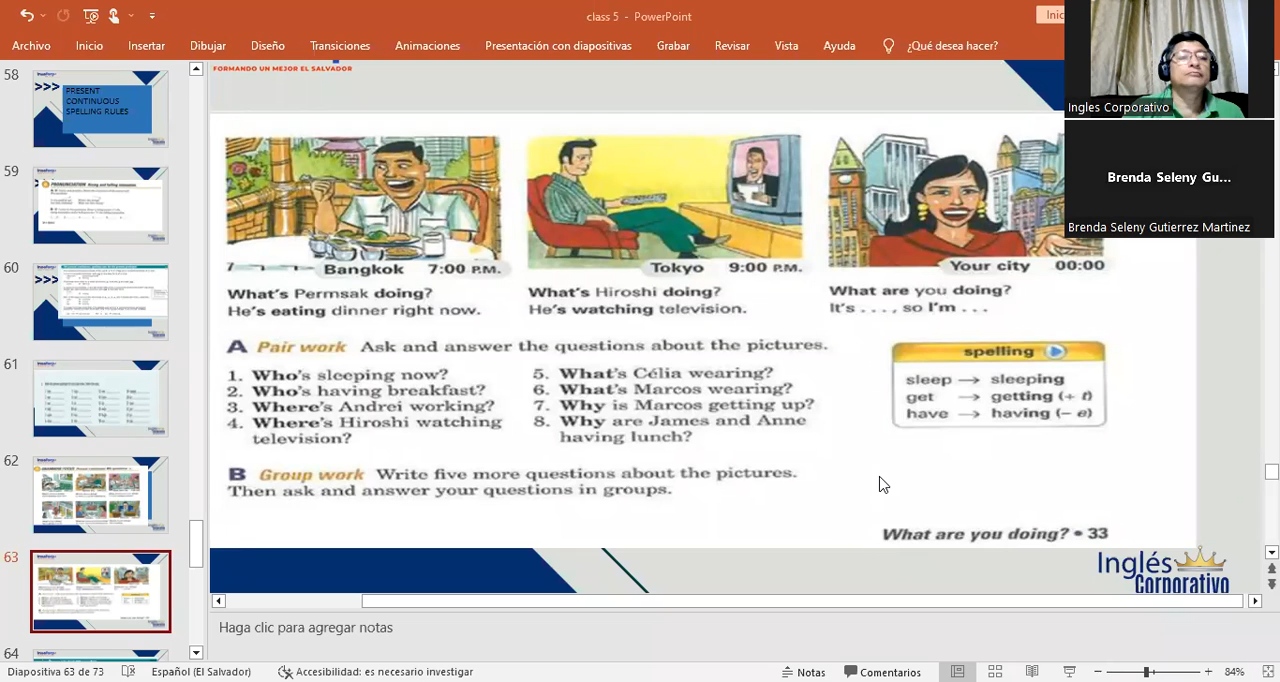 class 5 - PowerPoint
Inic
Archivo Inicio Insertar Dibujar Diseño Transiciones Animaciones Presentación con diapositivas Grabar Revisar Vista Ayuda ¿Qué desea hacer?
Ingles Corporativo
Brenda Seleny Gu...
Brenda Seleny Gutierrez Martinez
58
PRESENT
CONTINUOUS
SPELLING RULES
59
60
61
62
63
64
FORMANDO UN MEJOR EL SALVADOR
Bangkok 7:00 P.M.
What's Permsak doing?
He's eating dinner right now.
Tokyo 9:00 P.M.
What's Hiroshi doing?
He's watching television.
Your city 00:00
What are you doing?
It's . . . , so I'm . . .
A Pair work Ask and answer the questions about the pictures.
1. Who's sleeping now?
2. Who's having breakfast?
3. Where's Andrei working?
4. Where's Hiroshi watching
television?
5. What's Célia wearing?
6. What's Marcos wearing?
7. Why is Marcos getting up?
8. Why are James and Anne
having lunch?
spelling
sleep → sleeping
get → getting (+ t)
have → having (– e)
B Group work Write five more questions about the pictures.
Then ask and answer your questions in groups.
What are you doing? • 33
Inglés
Corporativo
Haga clic para agregar notas
Diapositiva 63 de 73 Español (El Salvador) Accesibilidad: es necesario investigar Notas Comentarios 84%